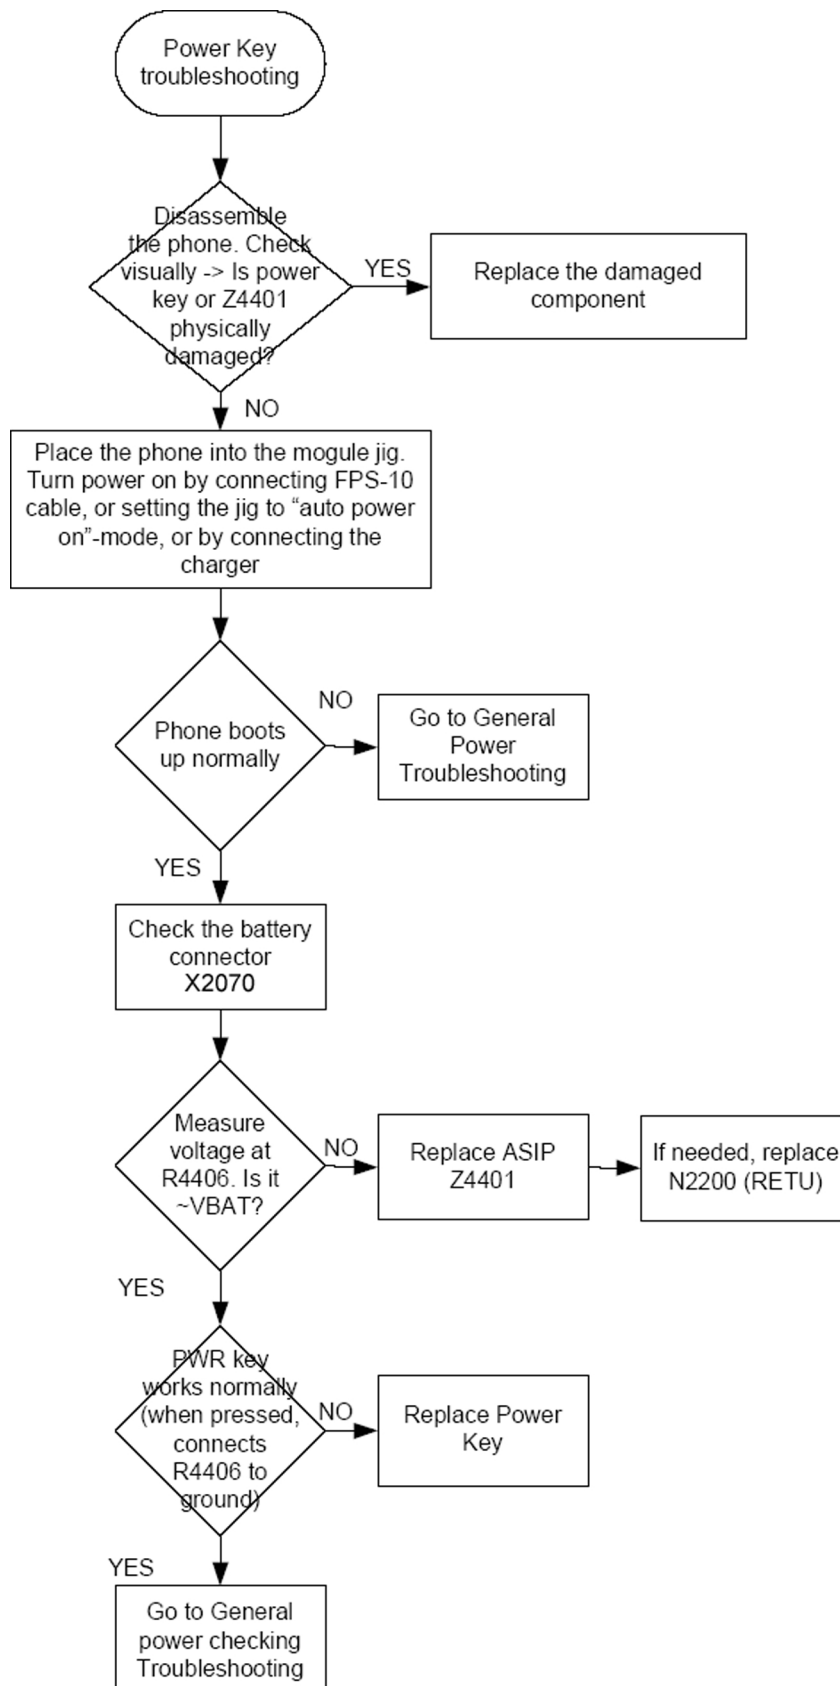 Power Key
troubleshooting
Disassemble
the phone. Check
visually -> Is power
key or Z4401
physically
damaged?
YES
Replace the damaged
component
NO
Place the phone into the mogule jig.
Turn power on by connecting FPS-10
cable, or setting the jig to “auto power
on”-mode, or by connecting the
charger
Phone boots
up normally
NO
Go to General
Power
Troubleshooting
YES
Check the battery
connector
X2070
Measure
voltage at
R4406. Is it
~VBAT?
NO
Replace ASIP
Z4401
If needed, replace
N2200 (RETU)
YES
PWR key
works normally
(when pressed,
connects
R4406 to
ground)
NO
Replace Power
Key
YES
Go to General
power checking
Troubleshooting